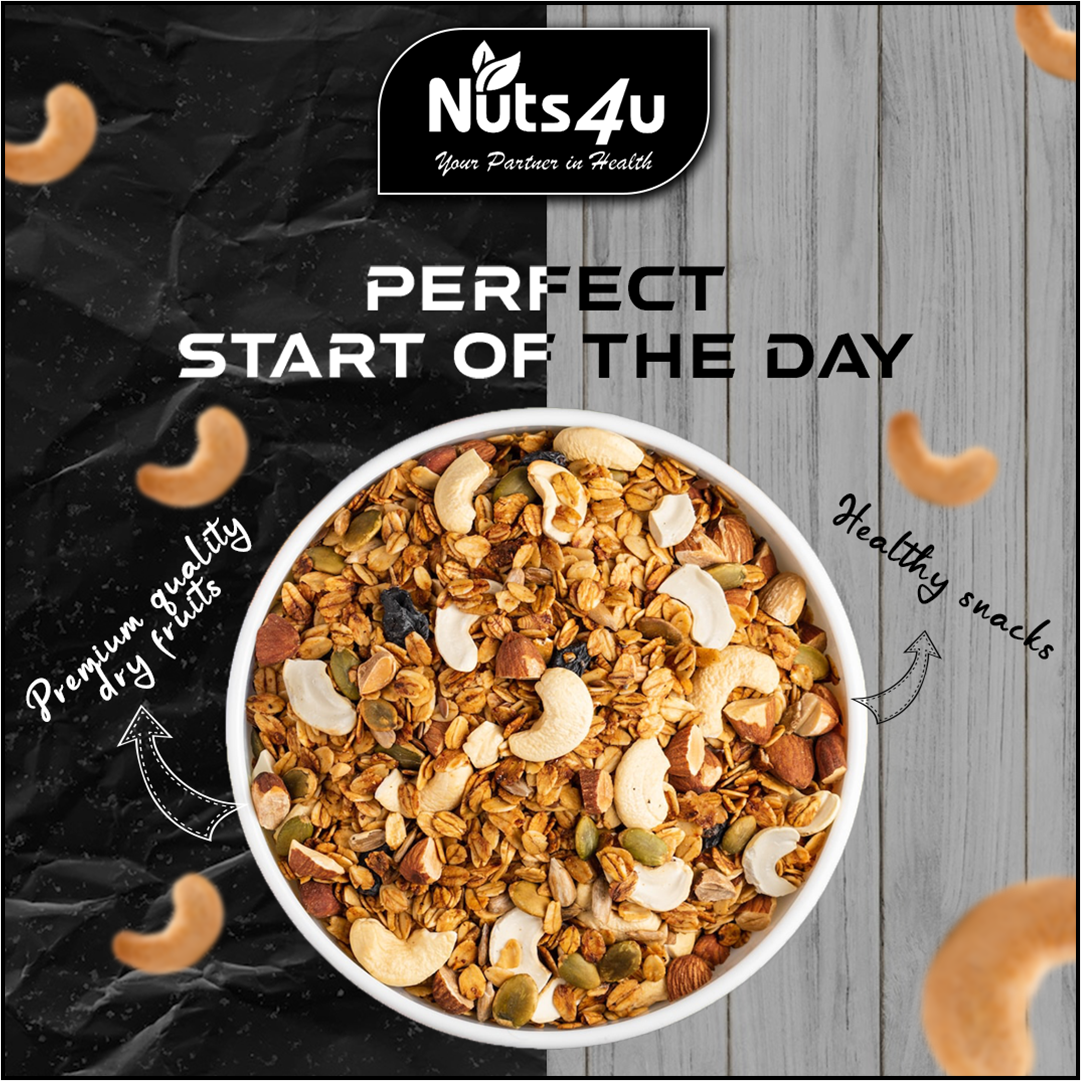 Nuts4u
Your Partner in Health
PERFECT
START OF THE DAY
Premium quality
dry fruits
Healthy snacks